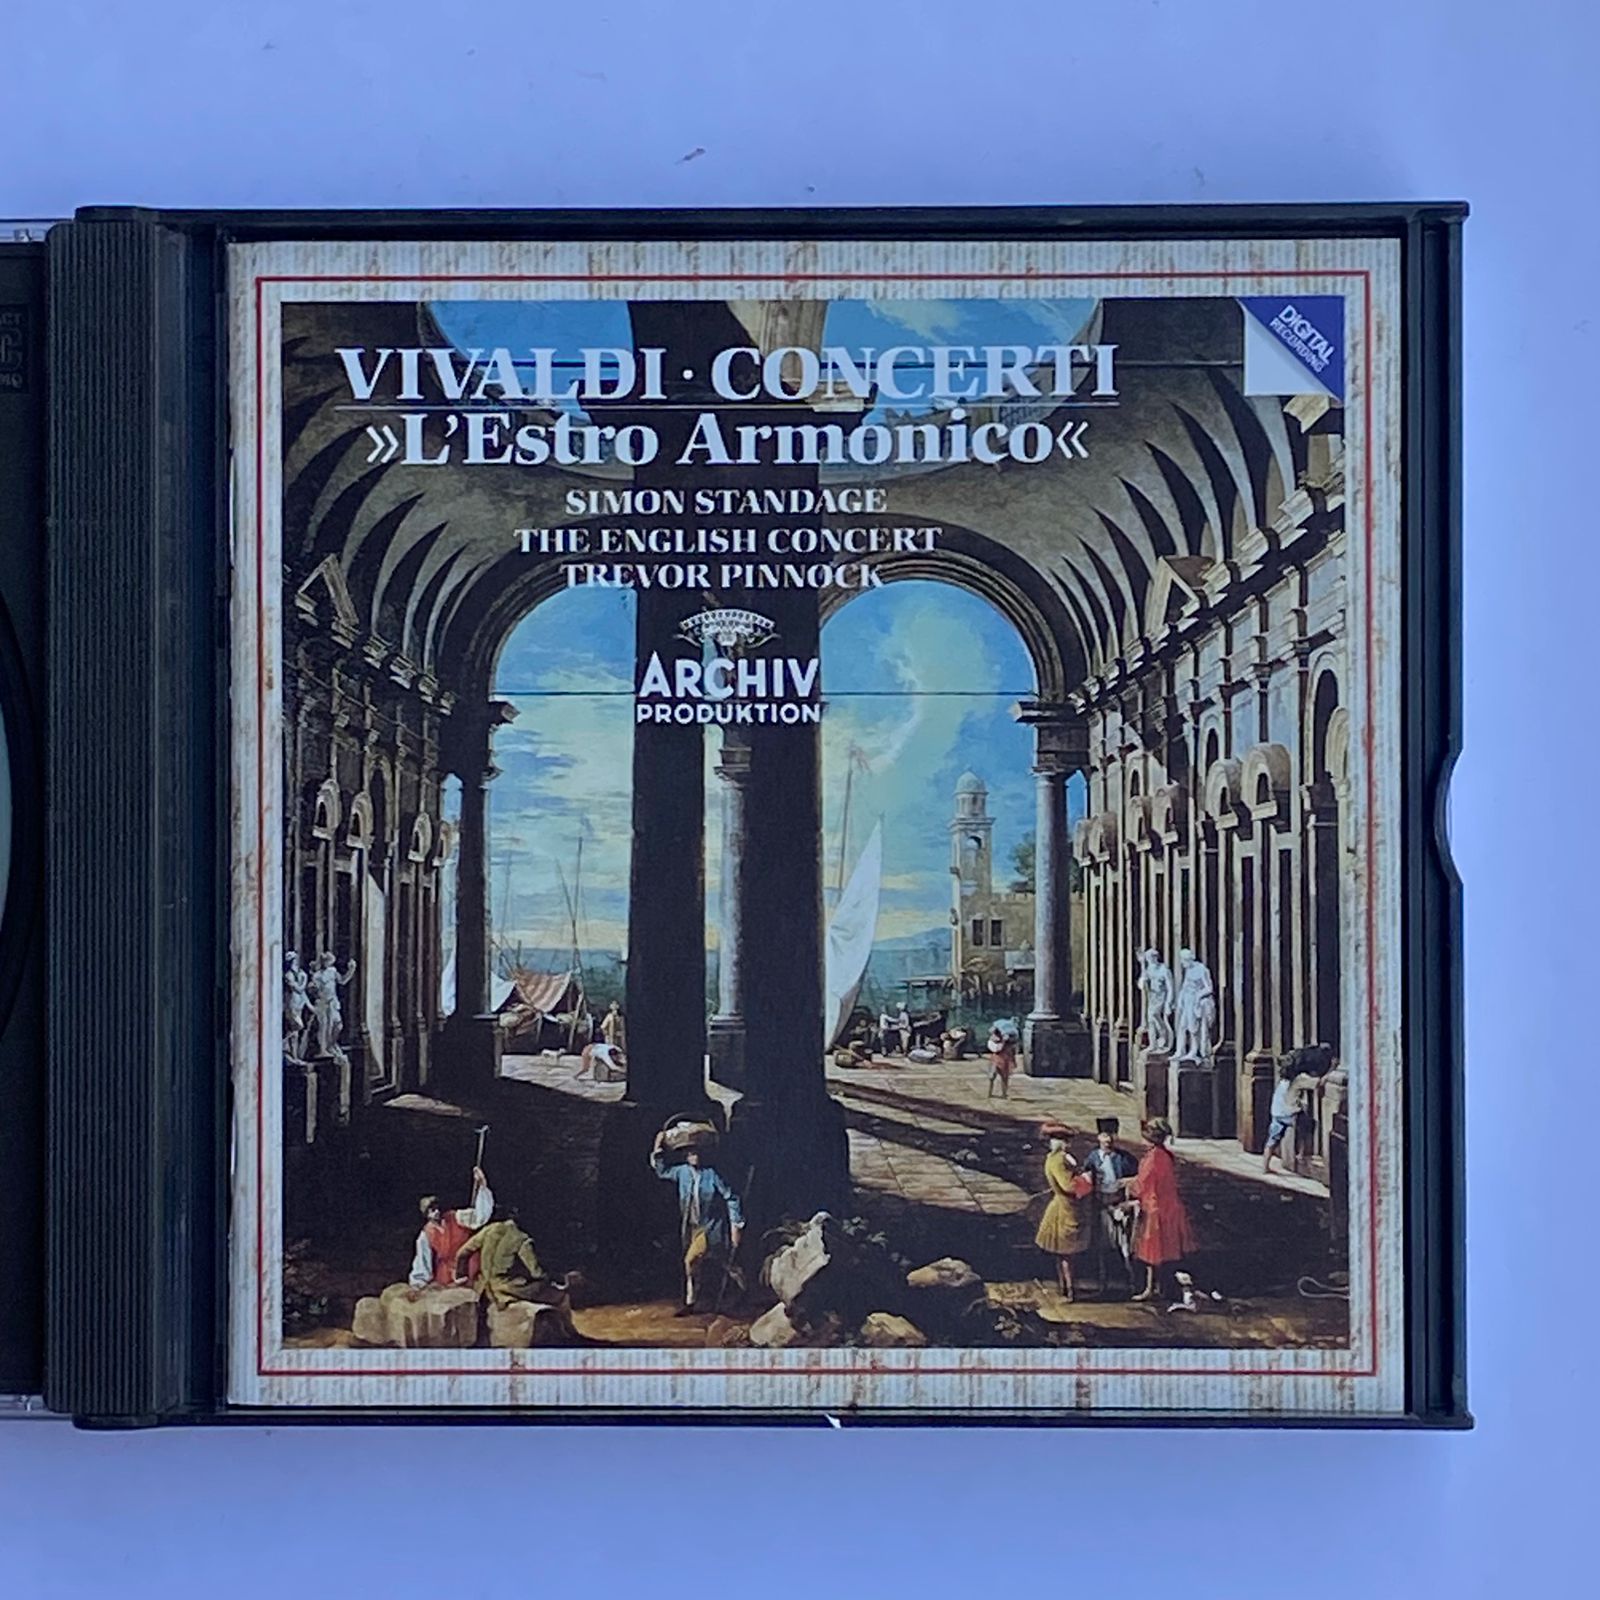 VIVALDI · CONCERTI
»L'Estro Armonico«
SIMON STANDAGE
THE ENGLISH CONCERT
TREVOR PINNOCK
ARCHIV
PRODUKTION
DIGITAL
RECORDING